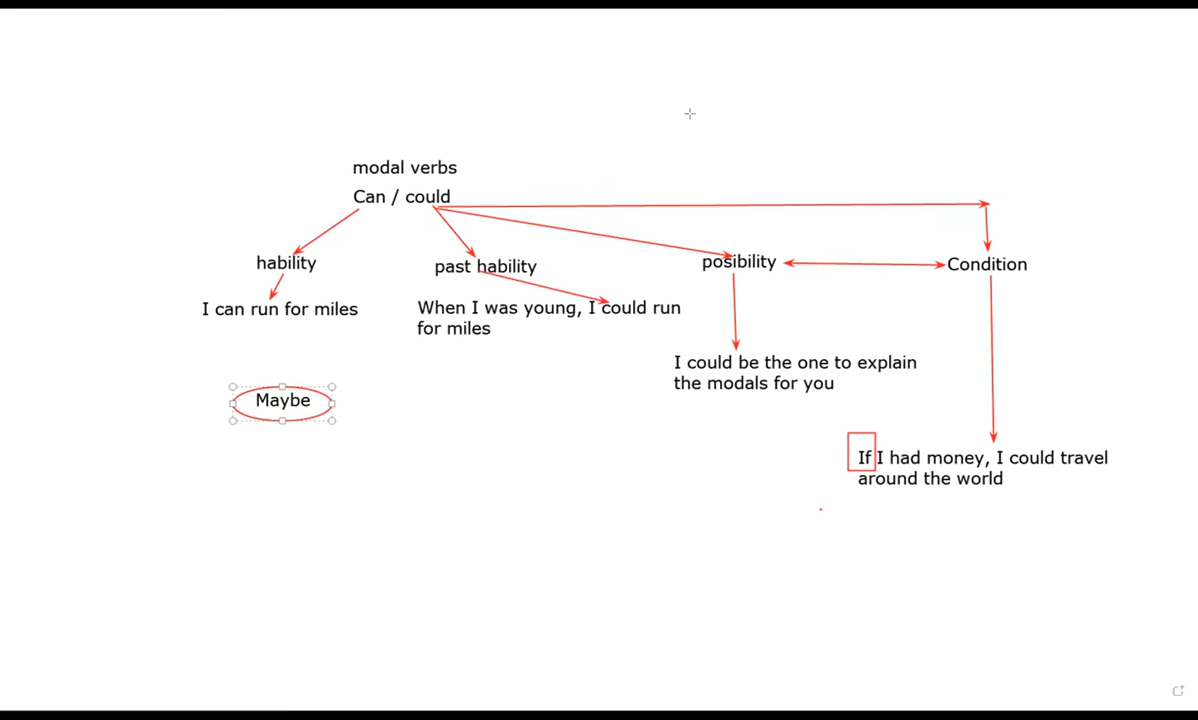 modal verbs
Can / could
hability
past hability
posibility
Condition
I can run for miles
When I was young, I could run
for miles
I could be the one to explain
the modals for you
Maybe
If I had money, I could travel
around the world